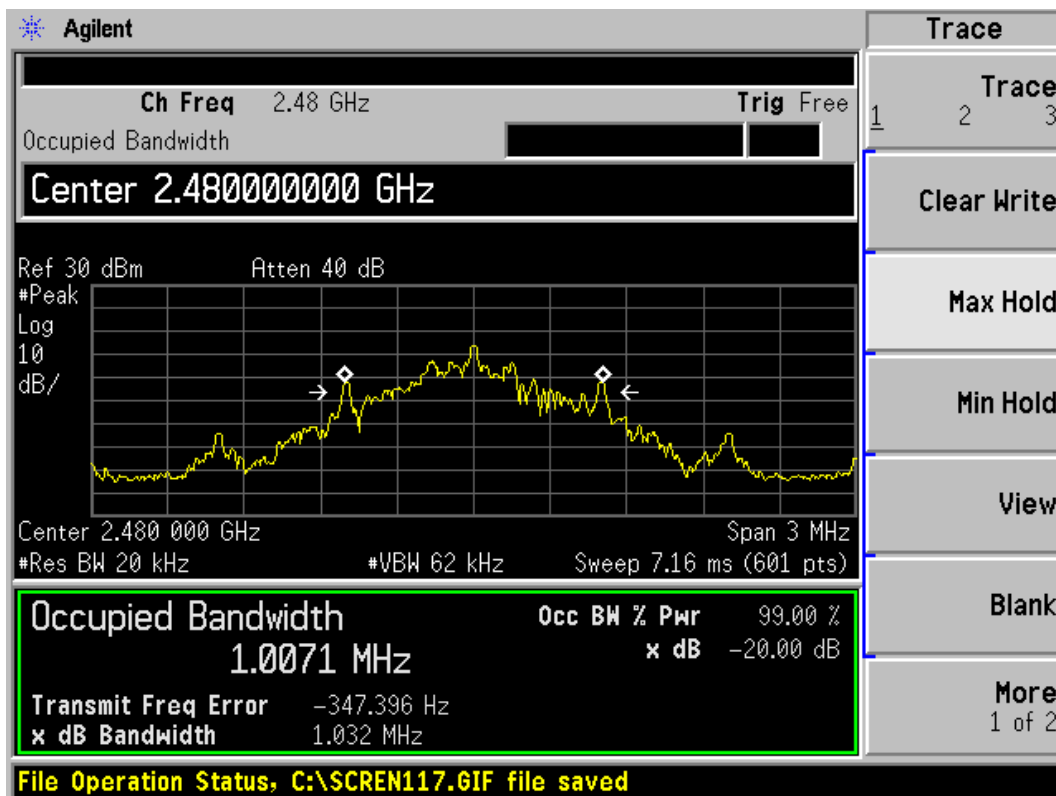 Agilent
Trace
Ch Freq 2.48 GHz Trig Free
Occupied Bandwidth
Center 2.480000000 GHz
Ref 30 dBm Atten 40 dB
#Peak
Log
10
dB/
Center 2.480 000 GHz Span 3 MHz
#Res BW 20 kHz #VBW 62 kHz Sweep 7.16 ms (601 pts)
Occupied Bandwidth
1.0071 MHz
Occ BW % Pwr 99.00 %
x dB -20.00 dB
Transmit Freq Error -347.396 Hz
x dB Bandwidth 1.032 MHz
File Operation Status, C:\SCREN117.GIF file saved
Trace
1 2 3
Clear Write
Max Hold
Min Hold
View
Blank
More
1 of 2